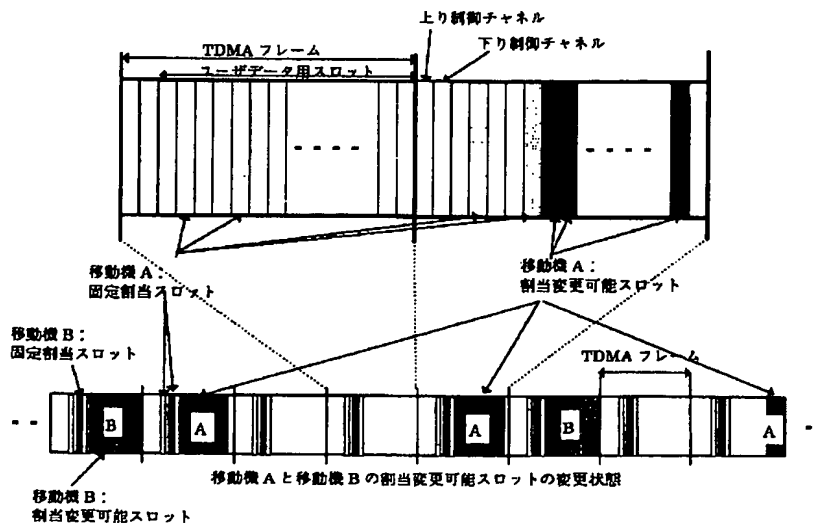 上り制御チャネル
TDMA フレーム
下り制御チャネル
ユーザデータ用スロット
移動機A：
固定割当スロット
移動機A：
割当変更可能スロット
移動機B：
固定割当スロット
TDMA フレーム
B
A
A
B
A
移動機Aと移動機Bの割当変更可能スロットの変更状態
移動機B：
割当変更可能スロット